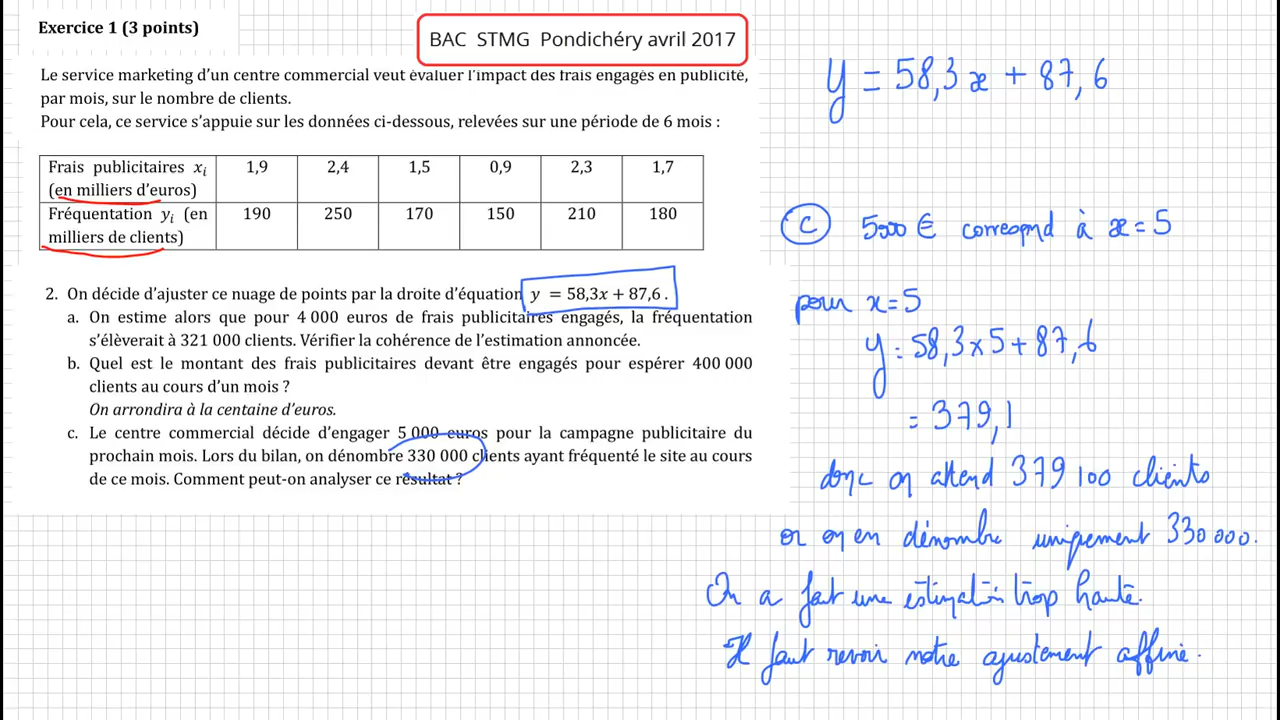 Exercice 1 (3 points)
BAC STMG Pondichéry avril 2017
Le service marketing d'un centre commercial veut évaluer l'impact des frais engagés en publicité,
par mois, sur le nombre de clients.
Pour cela, ce service s'appuie sur les données ci-dessous, relevées sur une période de 6 mois :
Frais publicitaires xᵢ (en milliers d'euros) 1,9 2,4 1,5 0,9 2,3 1,7
Fréquentation yᵢ (en milliers de clients) 190 250 170 150 210 180
2. On décide d'ajuster ce nuage de points par la droite d'équation y = 58,3x + 87,6 .
a. On estime alors que pour 4 000 euros de frais publicitaires engagés, la fréquentation
s'élèverait à 321 000 clients. Vérifier la cohérence de l'estimation annoncée.
b. Quel est le montant des frais publicitaires devant être engagés pour espérer 400 000
clients au cours d'un mois ?
On arrondira à la centaine d'euros.
c. Le centre commercial décide d'engager 5 000 euros pour la campagne publicitaire du
prochain mois. Lors du bilan, on dénombre 330 000 clients ayant fréquenté le site au cours
de ce mois. Comment peut-on analyser ce résultat ?
y = 58,3 x + 87,6
c 5000 € correspond à x = 5
pour x = 5
y = 58,3 x 5 + 87,6
= 379,1
donc on attend 379 100 clients
or on en dénombre uniquement 330 000.
On a fait une estimation trop haute.
Il faut revoir notre ajustement affine.